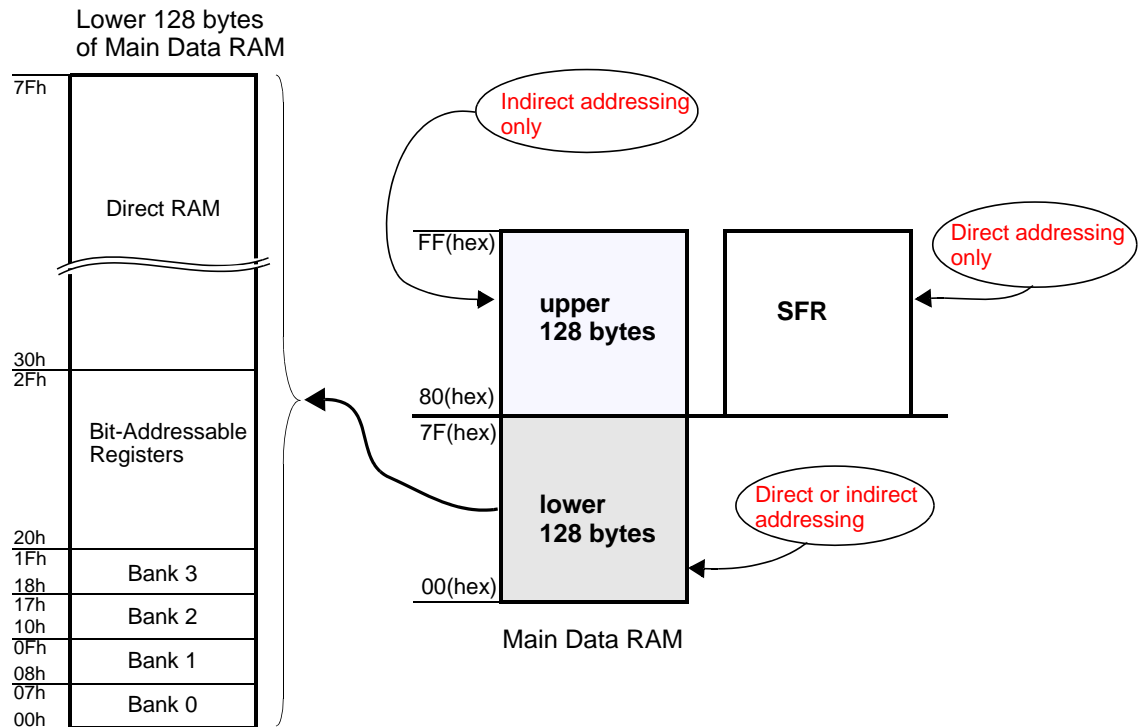 Lower 128 bytes
of Main Data RAM
7Fh
Direct RAM
30h
2Fh
Bit-Addressable
Registers
20h
1Fh
Bank 3
18h
17h
Bank 2
10h
0Fh
Bank 1
08h
07h
Bank 0
00h
Indirect addressing
only
FF(hex)
upper
128 bytes
80(hex)
7F(hex)
lower
128 bytes
00(hex)
Main Data RAM
SFR
Direct addressing
only
Direct or indirect
addressing